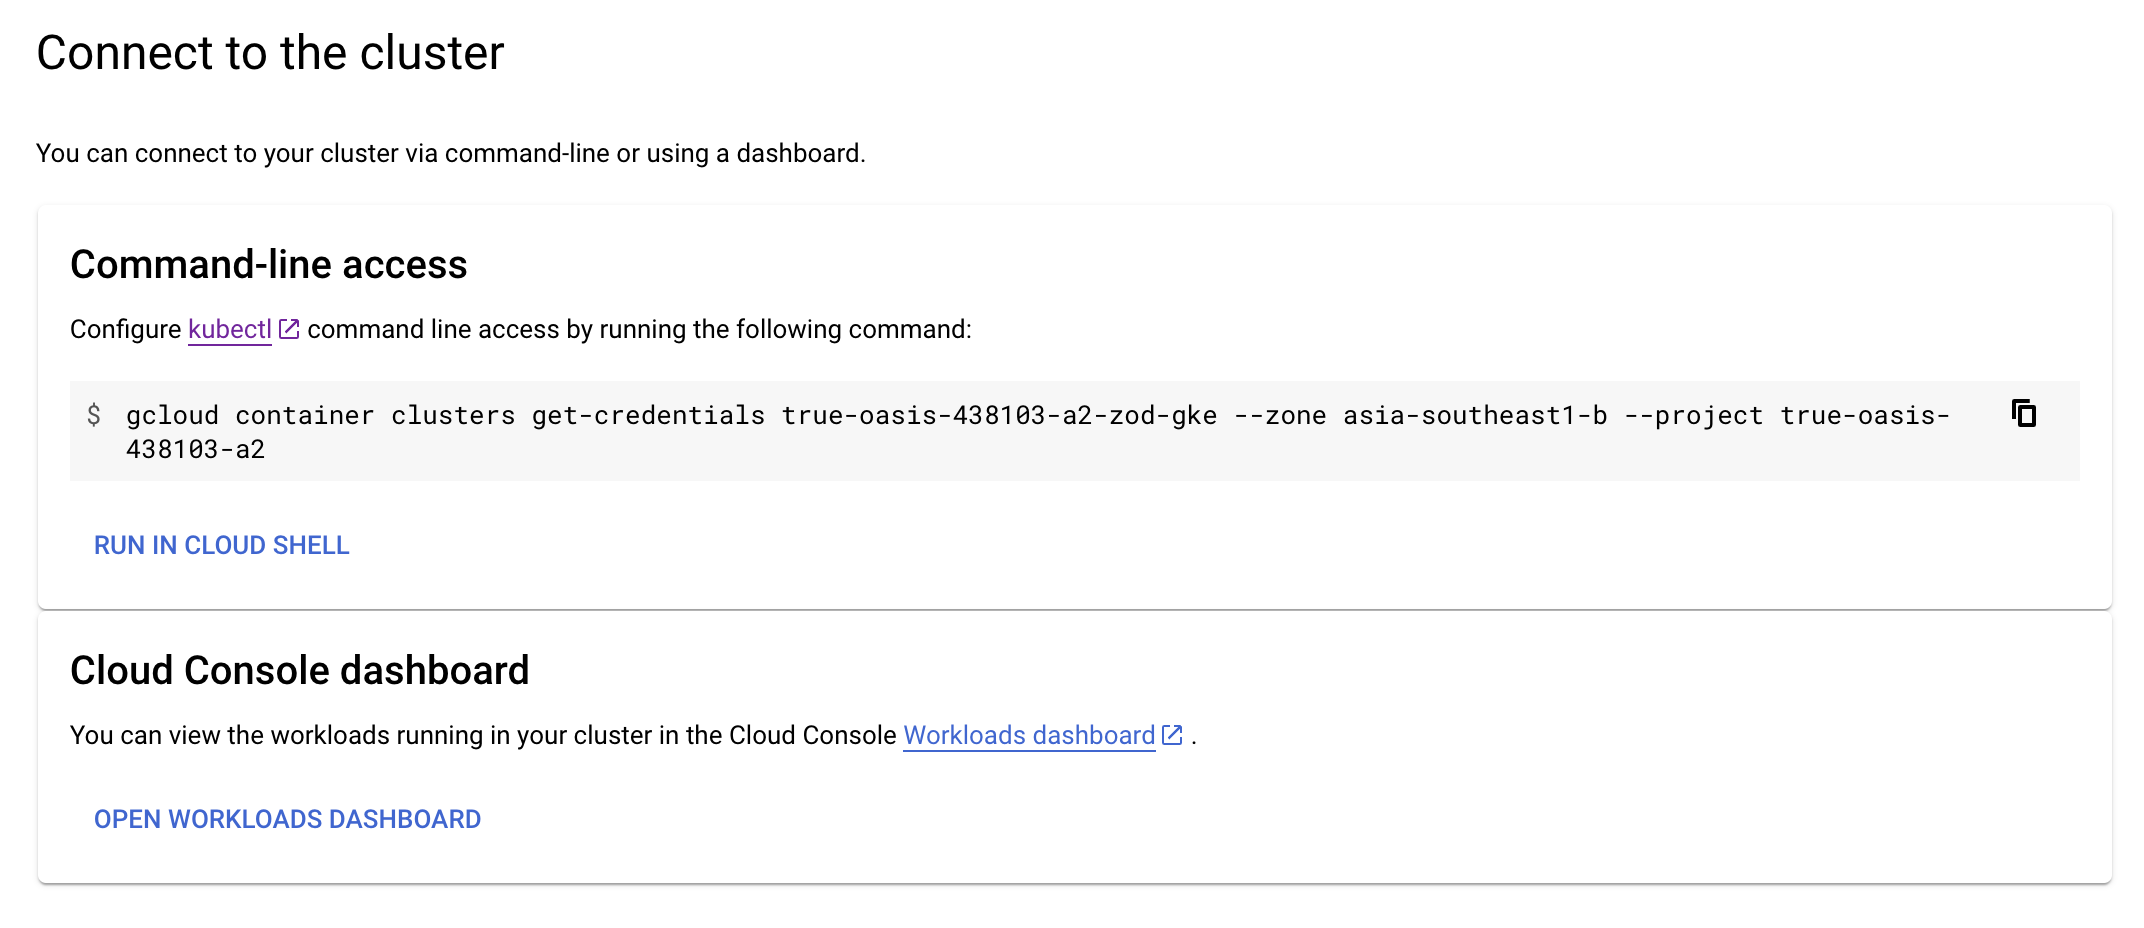 Connect to the cluster
You can connect to your cluster via command-line or using a dashboard.
Command-line access
Configure kubectl command line access by running the following command:
$ gcloud container clusters get-credentials true-oasis-438103-a2-zod-gke --zone asia-southeast1-b --project true-oasis-
438103-a2
RUN IN CLOUD SHELL
Cloud Console dashboard
You can view the workloads running in your cluster in the Cloud Console Workloads dashboard .
OPEN WORKLOADS DASHBOARD